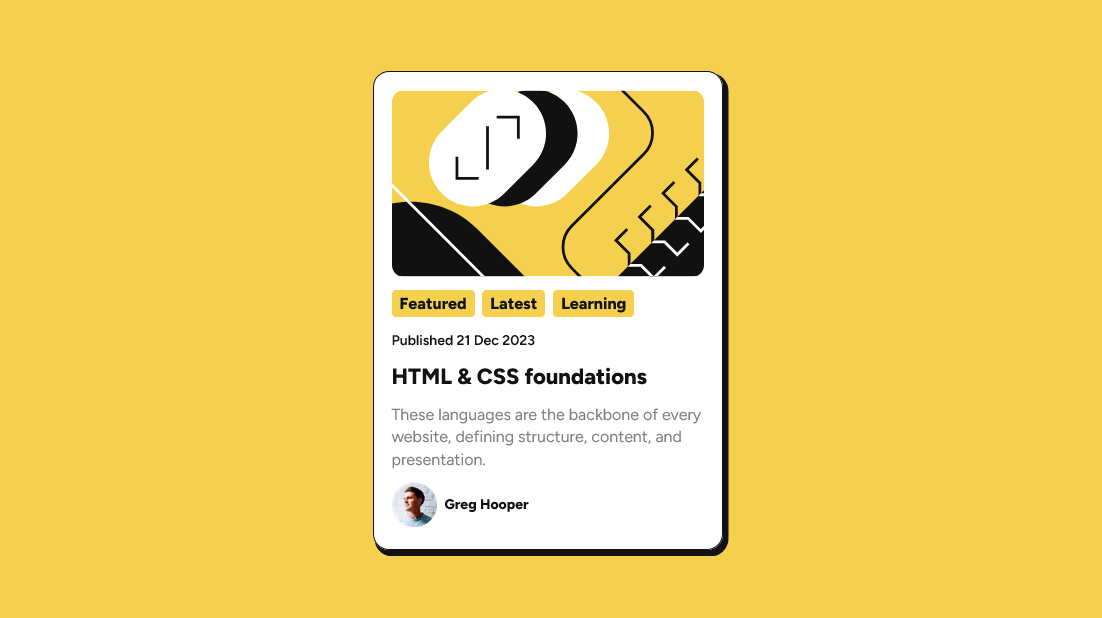 Featured Latest Learning
Published 21 Dec 2023
HTML & CSS foundations
These languages are the backbone of every
website, defining structure, content, and
presentation.
Greg Hooper